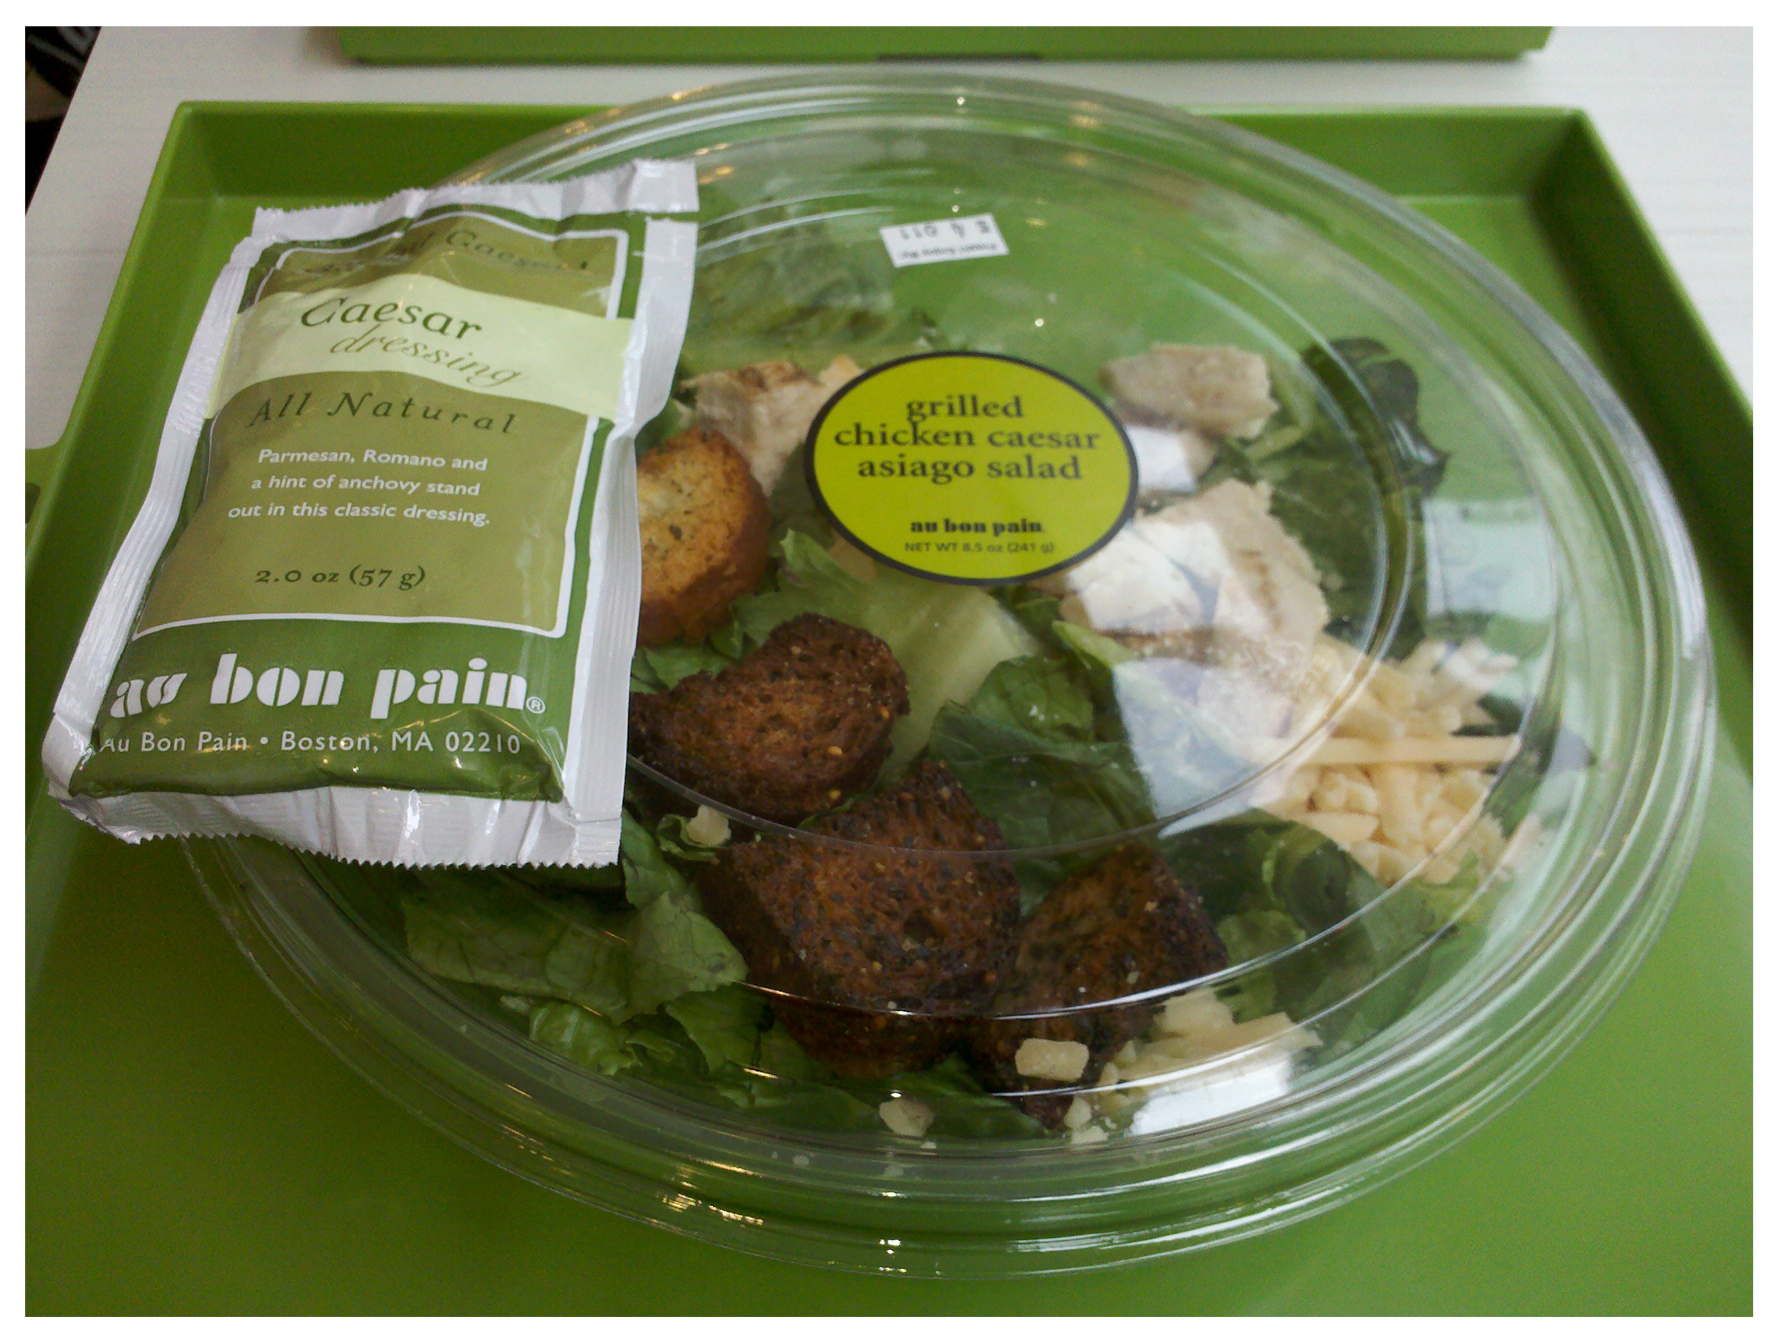 Caesar
dressing
All Natural
Parmesan, Romano and
a hint of anchovy stand
out in this classic dressing.
2.0 oz (57 g)
au bon pain®
Au Bon Pain • Boston, MA 02210
grilled
chicken caesar
asiago salad
au bon pain
NET WT 8.5 oz (241 g)